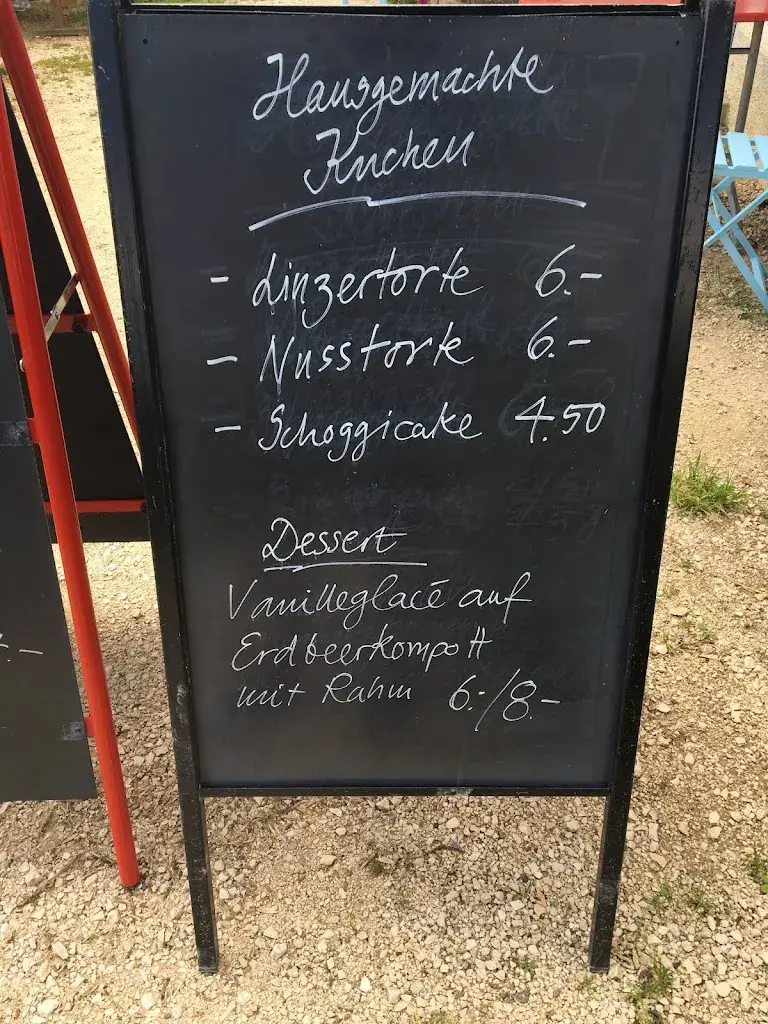 Hausgemachte
Kuchen
- Linzertorte 6.-
- Nusstorte 6.-
- Schoggicake 4.50
Dessert
Vanilleglacé auf
Erdbeerkompott
mit Rahm 6.-/8.-